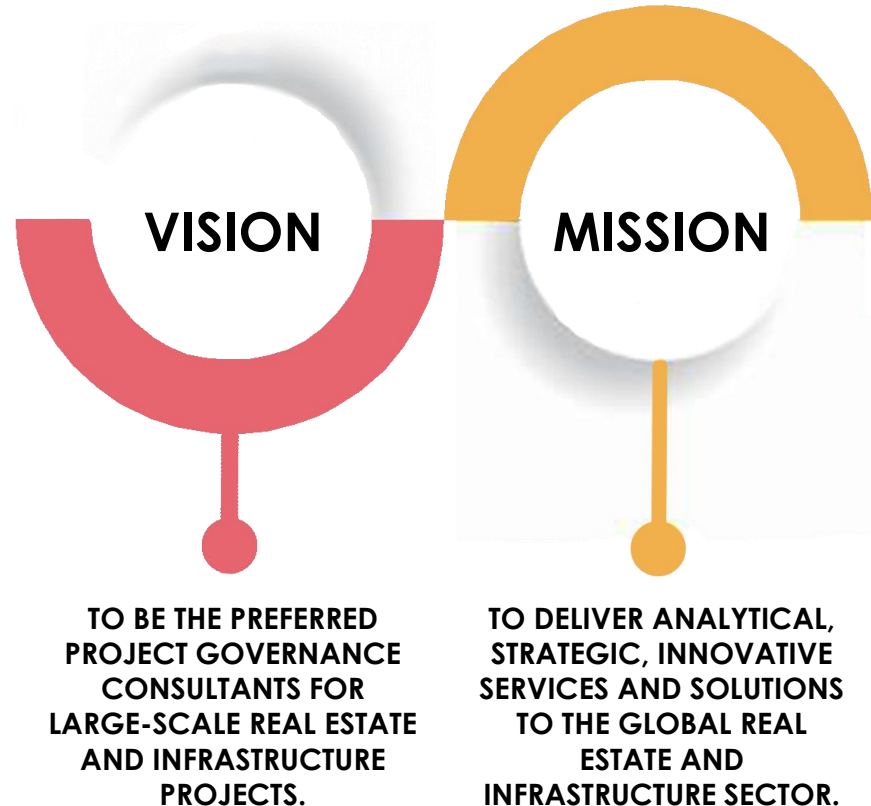 VISION
TO BE THE PREFERRED
PROJECT GOVERNANCE
CONSULTANTS FOR
LARGE-SCALE REAL ESTATE
AND INFRASTRUCTURE
PROJECTS.
MISSION
TO DELIVER ANALYTICAL,
STRATEGIC, INNOVATIVE
SERVICES AND SOLUTIONS
TO THE GLOBAL REAL
ESTATE AND
INFRASTRUCTURE SECTOR.